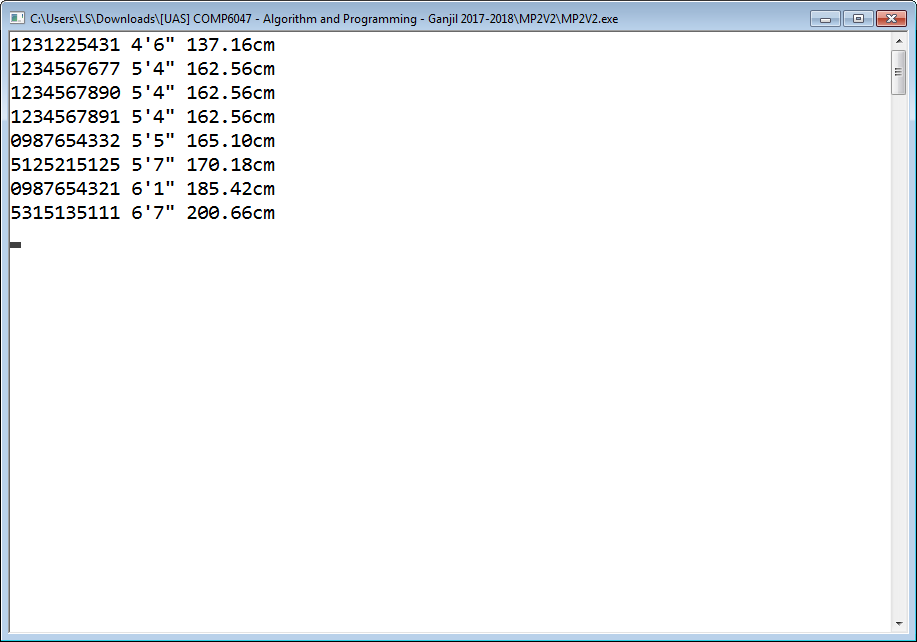 C:\Users\LS\Downloads\[UAS] COMP6047 - Algorithm and Programming - Ganjil 2017-2018\MP2V2\MP2V2.exe
1231225431 4'6" 137.16cm
1234567677 5'4" 162.56cm
1234567890 5'4" 162.56cm
1234567891 5'4" 162.56cm
0987654332 5'5" 165.10cm
5125215125 5'7" 170.18cm
0987654321 6'1" 185.42cm
5315135111 6'7" 200.66cm